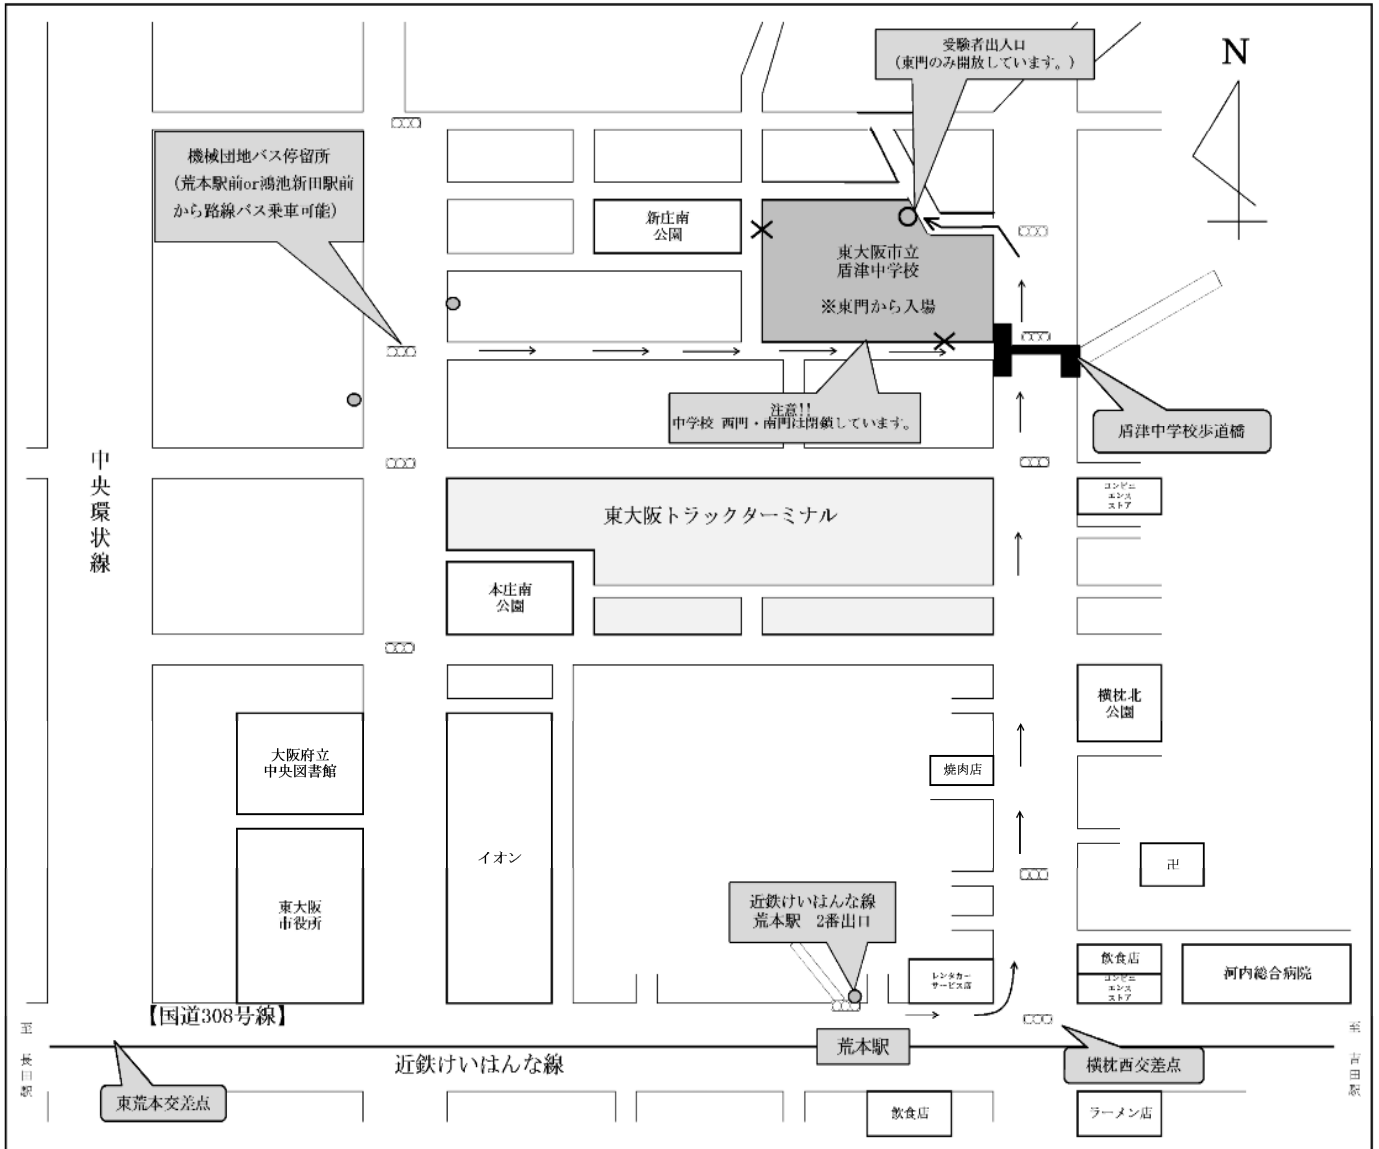 受験者出入口
(東門のみ開放しています。)
N
機械団地バス停留所
(荒本駅前or鴻池新田駅前
から路線バス乗車可能)
新庄南
公園
東大阪市立
盾津中学校
※東門から入場
注意!!
中学校 西門・南門は閉鎖しています。
盾津中学校歩道橋
中央環状線
東大阪トラックターミナル
コンビニ
エンス
ストア
本庄南
公園
横枕北
公園
大阪府立
中央図書館
焼肉店
イオン
卍
東大阪
市役所
近鉄けいはんな線
荒本駅 2番出口
レンタカー
サービス店
飲食店
コンビニ
エンス
ストア
河内総合病院
【国道308号線】
至 長田駅
近鉄けいはんな線
荒本駅
横枕西交差点
至 吉田駅
東荒本交差点
飲食店
ラーメン店